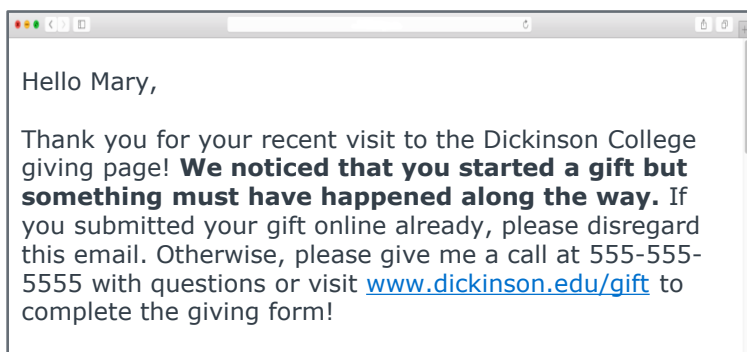 Hello Mary,
Thank you for your recent visit to the Dickinson College
giving page! We noticed that you started a gift but
something must have happened along the way. If
you submitted your gift online already, please disregard
this email. Otherwise, please give me a call at 555-555-
5555 with questions or visit www.dickinson.edu/gift to
complete the giving form!